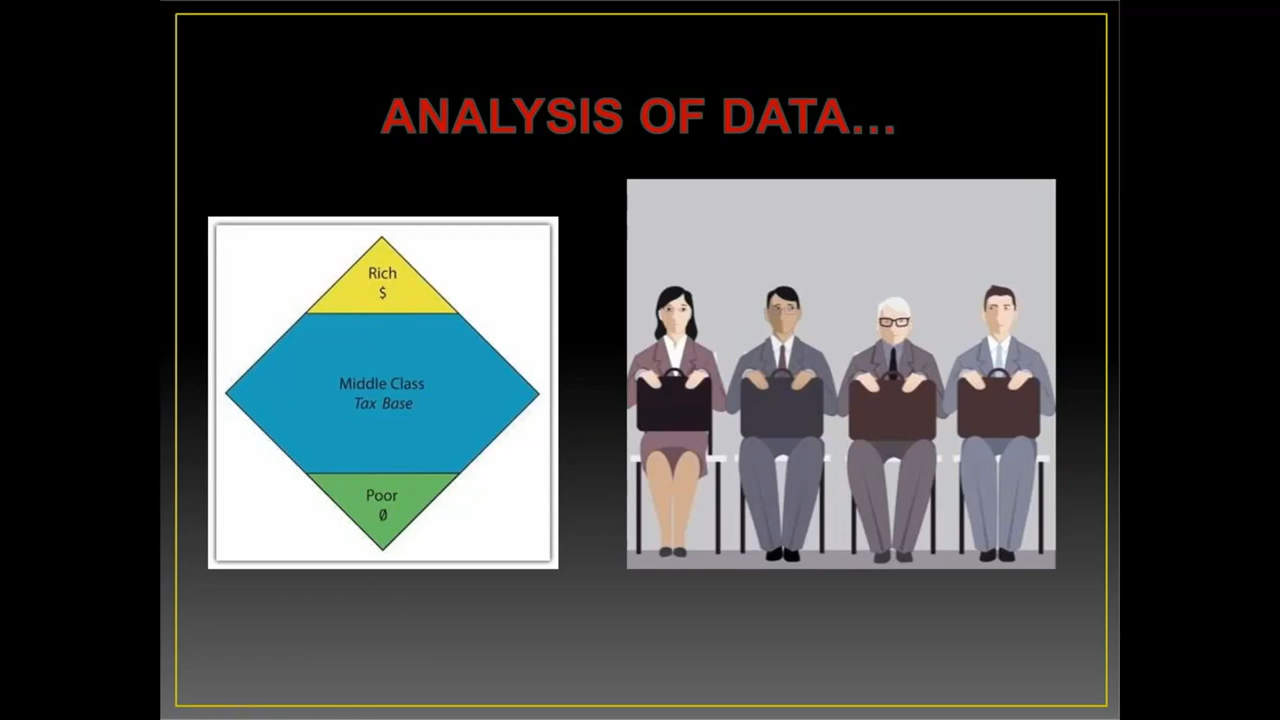 ANALYSIS OF DATA...
Rich
$
Middle Class
Tax Base
Poor
Ø